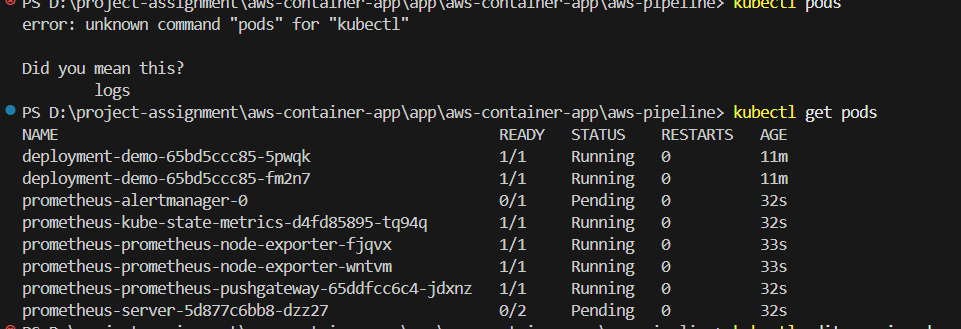 PS D:\project-assignment\aws-container-app\app\aws-container-app\aws-pipeline> kubectl pods
error: unknown command "pods" for "kubectl"
Did you mean this?
logs
PS D:\project-assignment\aws-container-app\app\aws-container-app\aws-pipeline> kubectl get pods
NAME READY STATUS RESTARTS AGE
deployment-demo-65bd5ccc85-5pwqk 1/1 Running 0 11m
deployment-demo-65bd5ccc85-fm2n7 1/1 Running 0 11m
prometheus-alertmanager-0 0/1 Pending 0 32s
prometheus-kube-state-metrics-d4fd85895-tq94q 1/1 Running 0 32s
prometheus-prometheus-node-exporter-fjqvx 1/1 Running 0 33s
prometheus-prometheus-node-exporter-wntvm 1/1 Running 0 33s
prometheus-prometheus-pushgateway-65ddfcc6c4-jdxnz 1/1 Running 0 32s
prometheus-server-5d877c6bb8-dzz27 0/2 Pending 0 32s